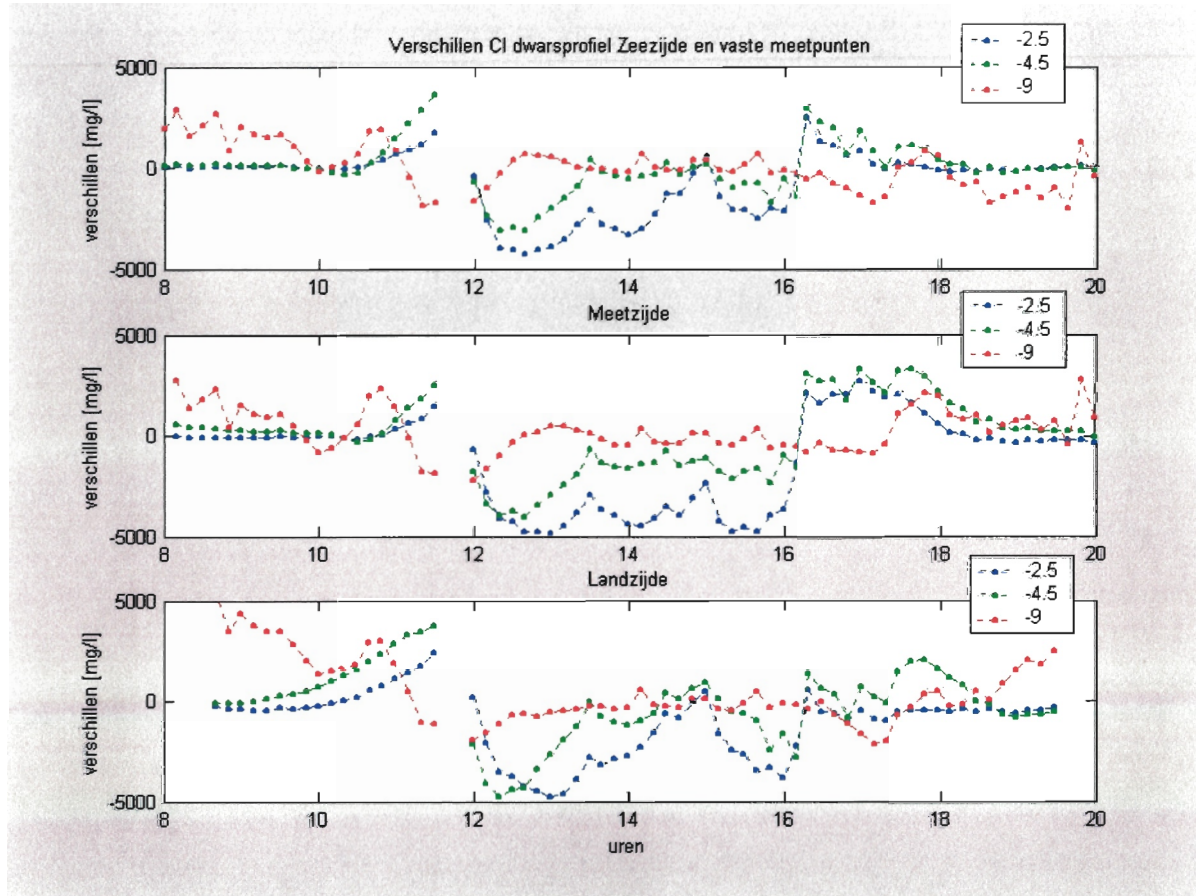 Verschillen Cl dwarsprofiel Zeezijde en vaste meetpunten
-2.5
-4.5
-9
5000
0
-5000
verschillen [mg/l]
8 10 12 14 16 18 20
Meetzijde
-2.5
-4.5
-9
5000
0
-5000
verschillen [mg/l]
8 10 12 14 16 18 20
Landzijde
-2.5
-4.5
-9
5000
0
-5000
verschillen [mg/l]
8 10 12 14 16 18 20
uren